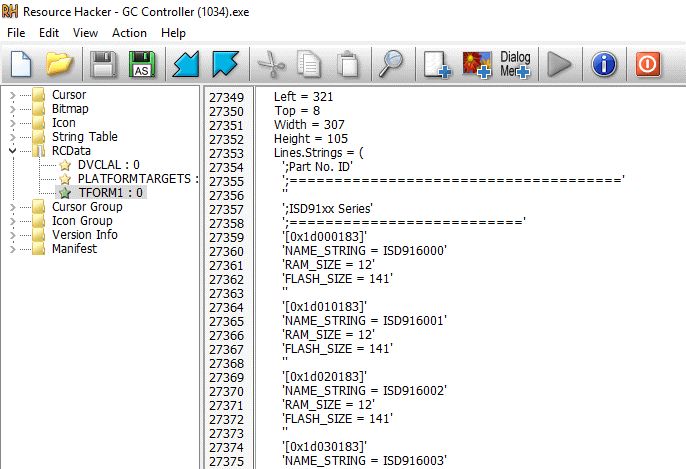 Resource Hacker - GC Controller (1034).exe
File Edit View Action Help
AS
Dialog
Men
Cursor
Bitmap
Icon
String Table
RCData
DVCLAL : 0
PLATFORMTARGETS :
TFORM1 : 0
Cursor Group
Icon Group
Version Info
Manifest
27349 Left = 321
27350 Top = 8
27351 Width = 307
27352 Height = 105
27353 Lines.Strings = (
27354 ';Part No. ID'
27355 ';====================================='
27356 ''
27357 ';ISD91xx Series'
27358 ';=========================='
27359 '[0x1d000183]'
27360 'NAME_STRING = ISD916000'
27361 'RAM_SIZE = 12'
27362 'FLASH_SIZE = 141'
27363 ''
27364 '[0x1d010183]'
27365 'NAME_STRING = ISD916001'
27366 'RAM_SIZE = 12'
27367 'FLASH_SIZE = 141'
27368 ''
27369 '[0x1d020183]'
27370 'NAME_STRING = ISD916002'
27371 'RAM_SIZE = 12'
27372 'FLASH_SIZE = 141'
27373 ''
27374 '[0x1d030183]'
27375 'NAME_STRING = ISD916003'